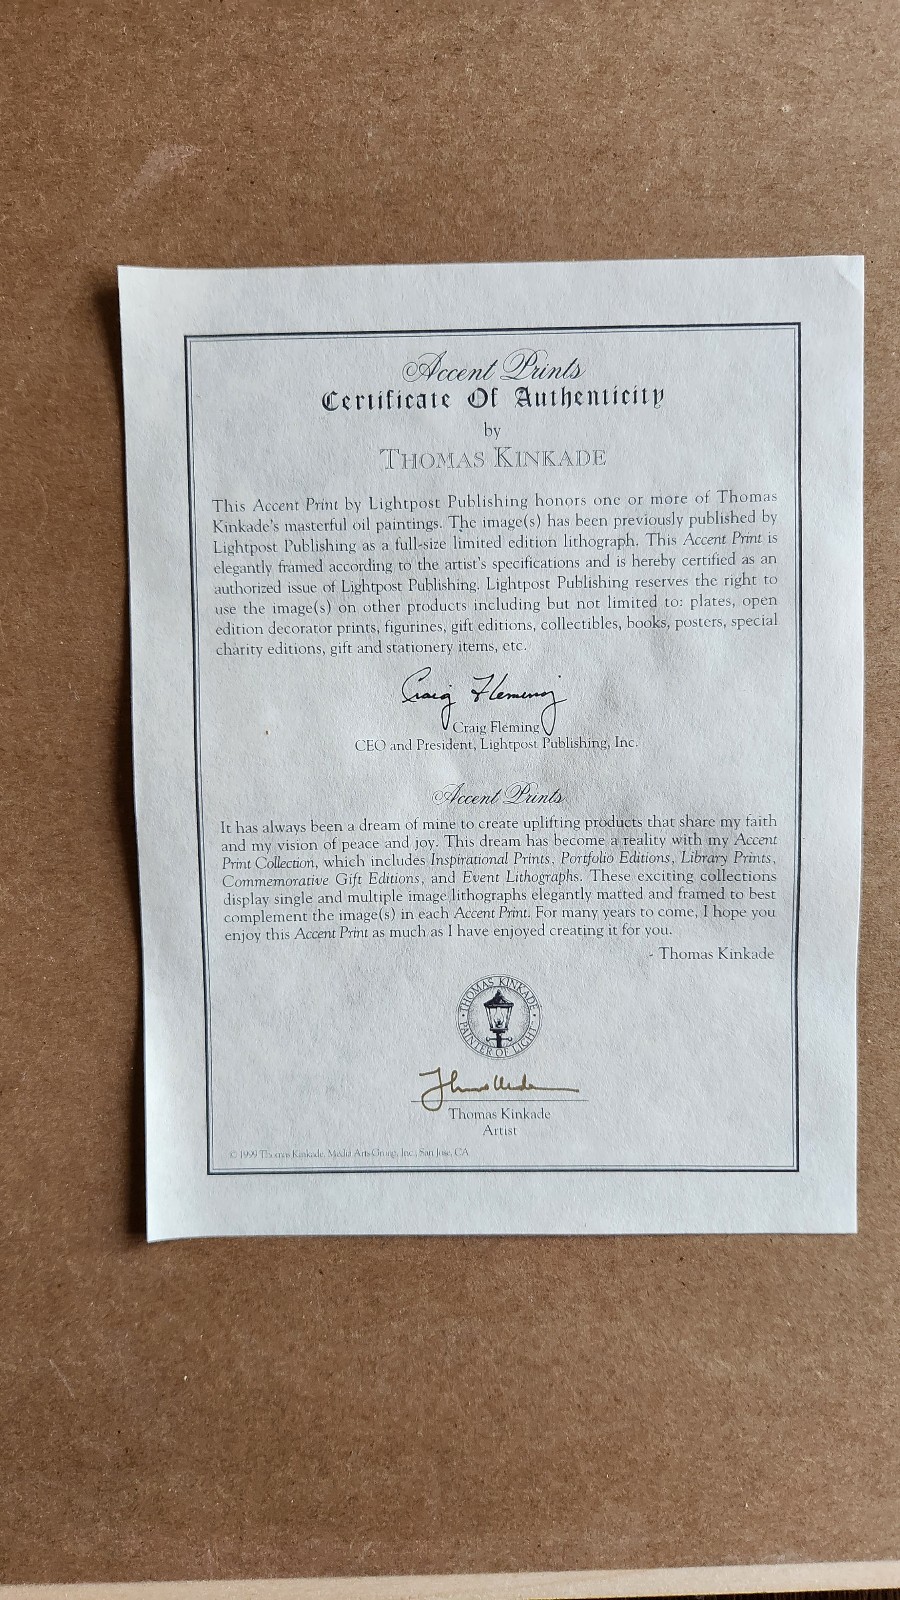 Accent Prints
Certificate Of Authenticity
by
THOMAS KINKADE
This Accent Print by Lightpost Publishing honors one or more of Thomas
Kinkade's masterful oil paintings. The image(s) has been previously published by
Lightpost Publishing as a full-size limited edition lithograph. This Accent Print is
elegantly framed according to the artist's specifications and is hereby certified as an
authorized issue of Lightpost Publishing. Lightpost Publishing reserves the right to
use the image(s) on other products including but not limited to: plates, open
edition decorator prints, figurines, gift editions, collectibles, books, posters, special
charity editions, gift and stationery items, etc.
Craig Fleming
Craig Fleming
CEO and President, Lightpost Publishing, Inc.
Accent Prints
It has always been a dream of mine to create uplifting products that share my faith
and my vision of peace and joy. This dream has become a reality with my Accent
Print Collection, which includes Inspirational Prints, Portfolio Editions, Library Prints,
Commemorative Gift Editions, and Event Lithographs. These exciting collections
display single and multiple image lithographs elegantly matted and framed to best
complement the image(s) in each Accent Print. For many years to come, I hope you
enjoy this Accent Print as much as I have enjoyed creating it for you.
- Thomas Kinkade
THOMAS KINKADE
PAINTER OF LIGHT
Thomas Kinkade
Artist
© 1999 Thomas Kinkade, Media Arts Group, Inc., San Jose, CA